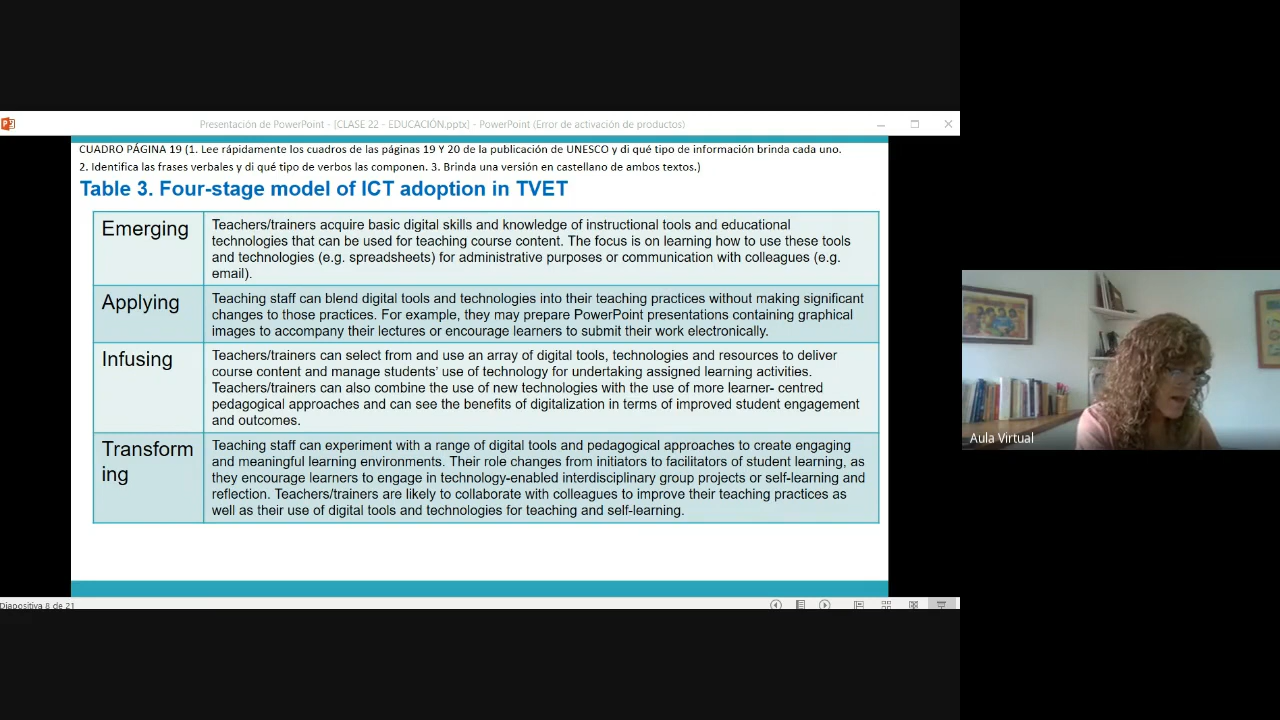 Presentación de PowerPoint - [CLASE 22 - EDUCACIÓN.pptx] - PowerPoint (Error de activación de productos)
CUADRO PÁGINA 19 (1. Lee rápidamente los cuadros de las páginas 19 Y 20 de la publicación de UNESCO y di qué tipo de información brinda cada uno.
2. Identifica las frases verbales y di qué tipo de verbos las componen. 3. Brinda una versión en castellano de ambos textos.)
Table 3. Four-stage model of ICT adoption in TVET
Emerging
Teachers/trainers acquire basic digital skills and knowledge of instructional tools and educational
technologies that can be used for teaching course content. The focus is on learning how to use these tools
and technologies (e.g. spreadsheets) for administrative purposes or communication with colleagues (e.g.
email).
Applying
Teaching staff can blend digital tools and technologies into their teaching practices without making significant
changes to those practices. For example, they may prepare PowerPoint presentations containing graphical
images to accompany their lectures or encourage learners to submit their work electronically.
Infusing
Teachers/trainers can select from and use an array of digital tools, technologies and resources to deliver
course content and manage students' use of technology for undertaking assigned learning activities.
Teachers/trainers can also combine the use of new technologies with the use of more learner- centred
pedagogical approaches and can see the benefits of digitalization in terms of improved student engagement
and outcomes.
Transform
ing
Teaching staff can experiment with a range of digital tools and pedagogical approaches to create engaging
and meaningful learning environments. Their role changes from initiators to facilitators of student learning, as
they encourage learners to engage in technology-enabled interdisciplinary group projects or self-learning and
reflection. Teachers/trainers are likely to collaborate with colleagues to improve their teaching practices as
well as their use of digital tools and technologies for teaching and self-learning.
Diapositiva 8 de 21
Aula Virtual